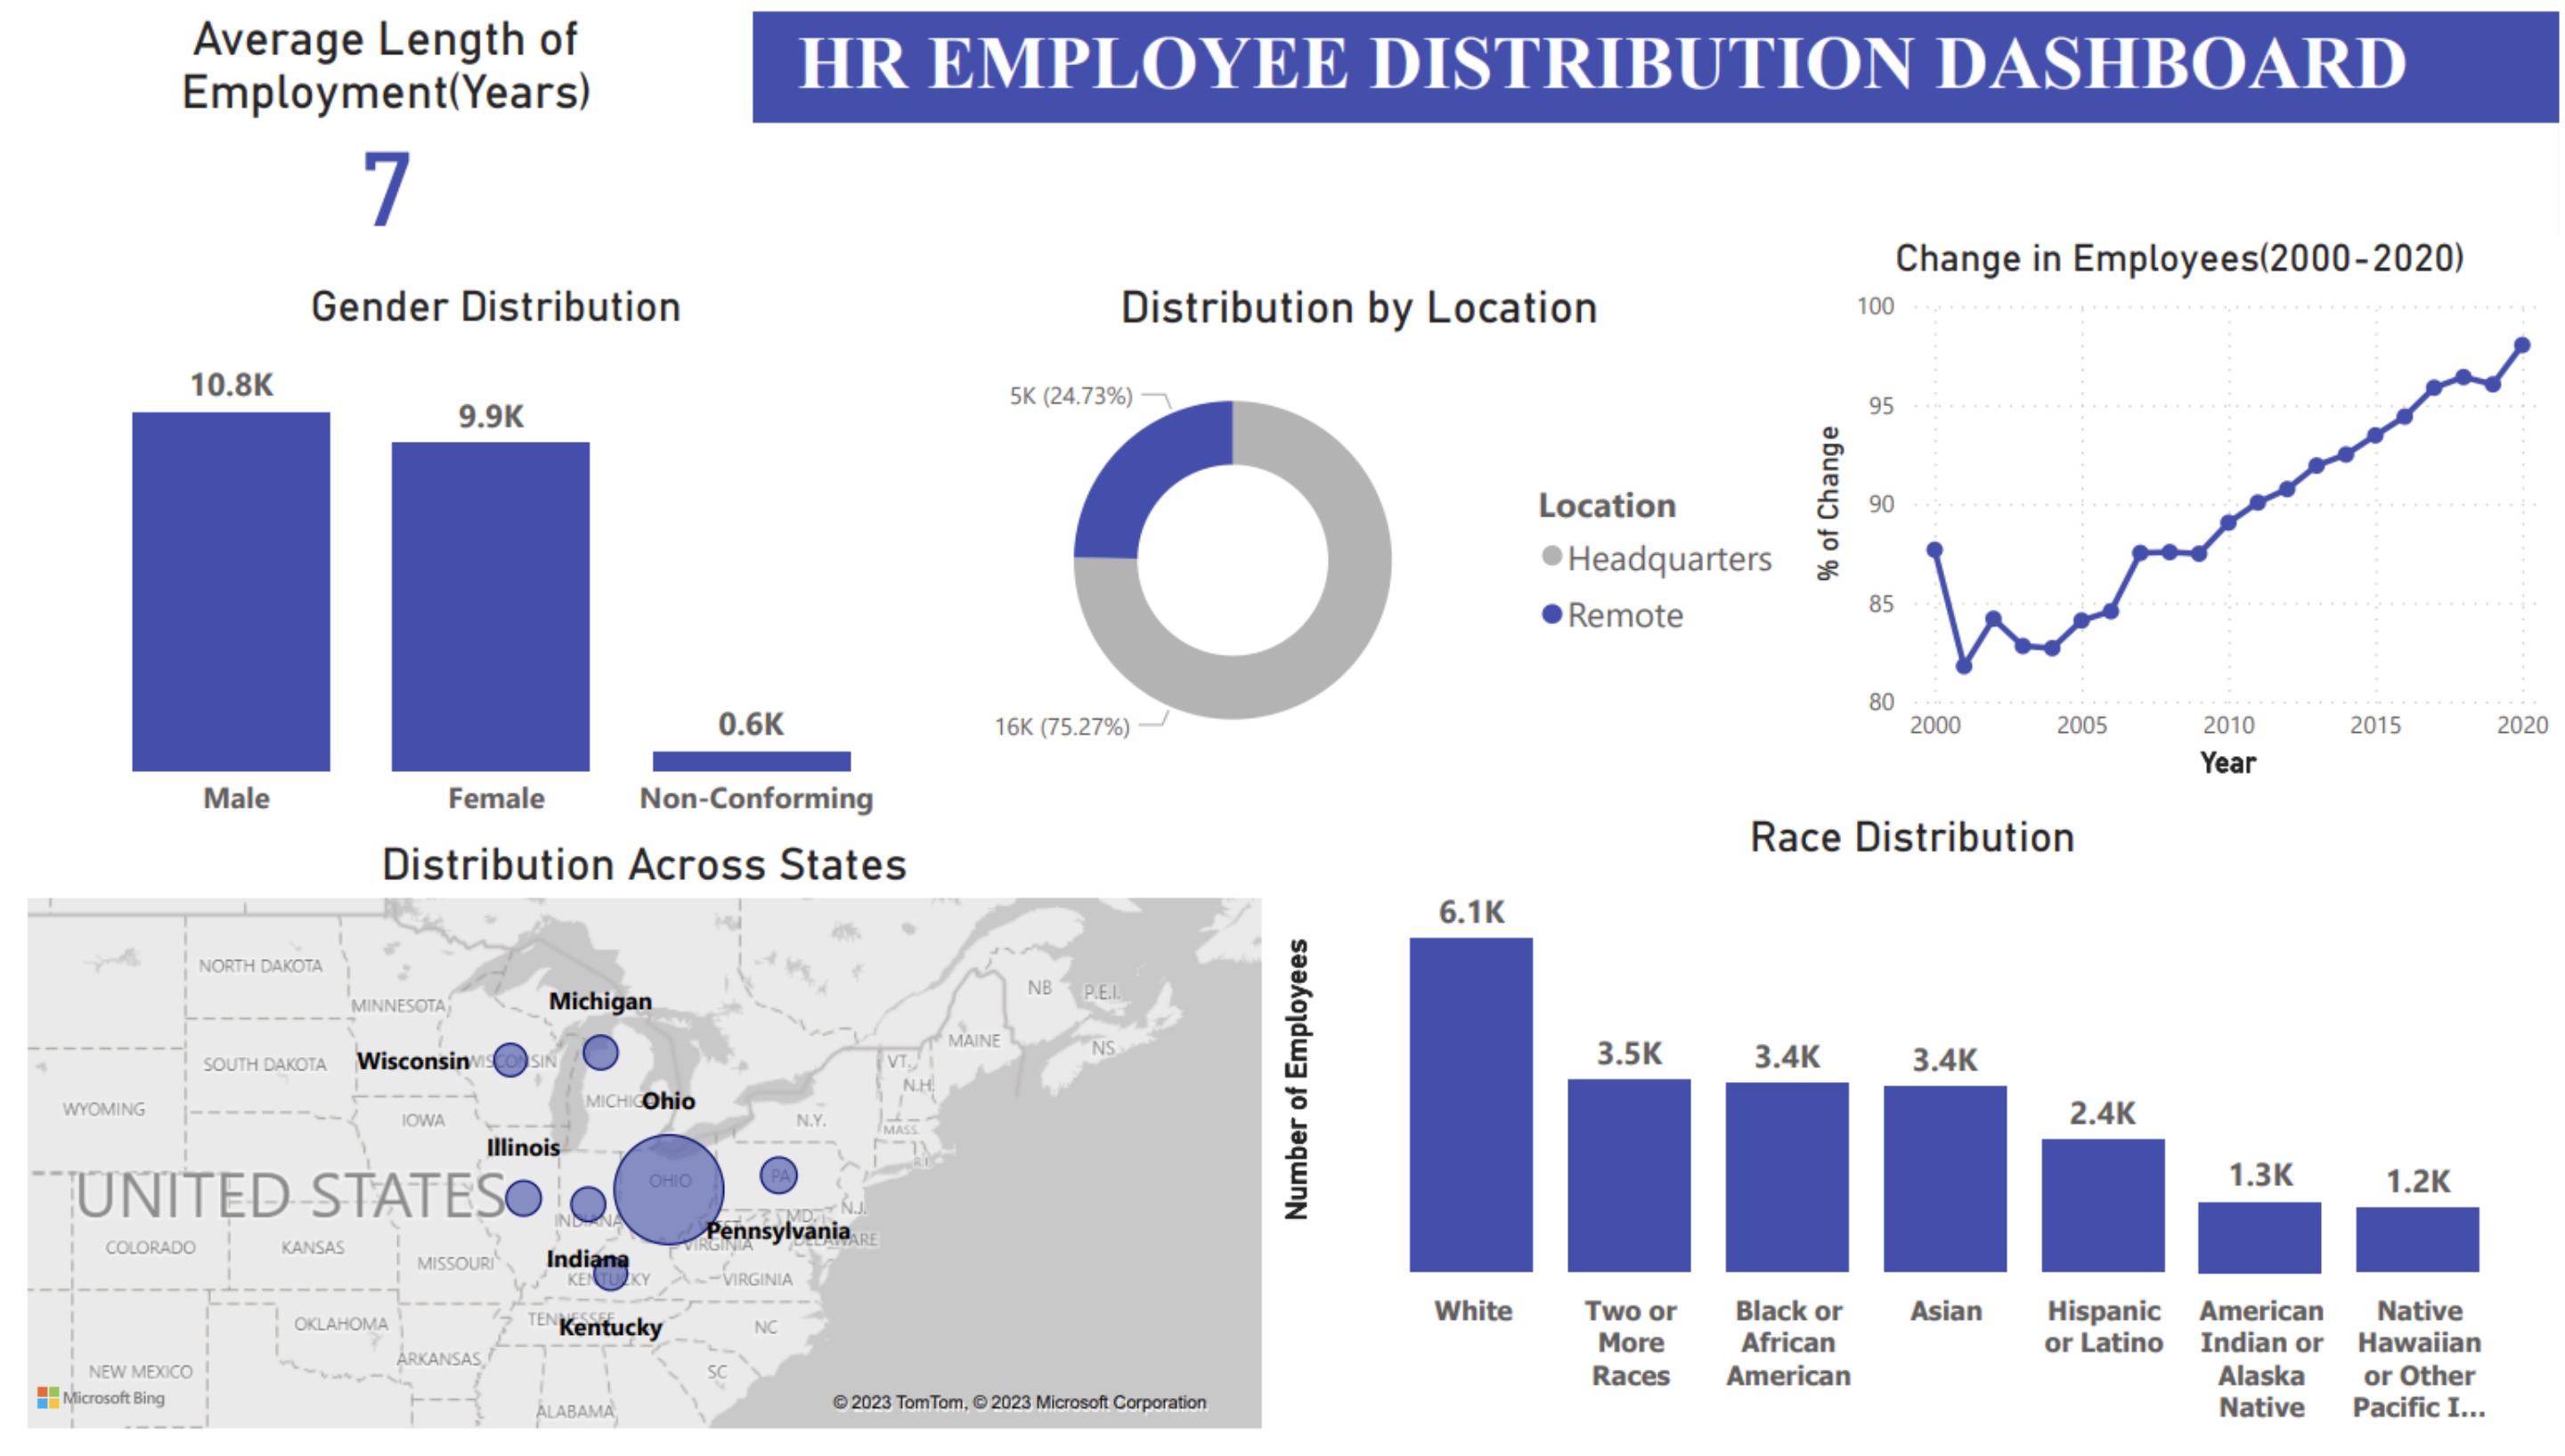 Average Length of
Employment(Years)
7
HR EMPLOYEE DISTRIBUTION DASHBOARD
Gender Distribution
10.8K
9.9K
0.6K
Male
Female
Non-Conforming
Distribution by Location
5K (24.73%)
16K (75.27%)
Location
Headquarters
Remote
Change in Employees(2000-2020)
% of Change
100
95
90
85
80
2000
2005
2010
2015
2020
Year
Distribution Across States
NORTH DAKOTA
MINNESOTA
Michigan
NB
P.E.I.
SOUTH DAKOTA
Wisconsin
WISCONSIN
MAINE
NS
VT.
N.H.
WYOMING
IOWA
Ohio
N.Y.
MASS.
Illinois
R.I.
UNITED STATES
OHIO
PA
INDIANA
MD.
N.J.
Pennsylvania
COLORADO
KANSAS
MISSOURI
Indiana
VIRGINIA
KENTUCKY
VIRGINIA
OKLAHOMA
TENNESSEE
Kentucky
NC
ARKANSAS
NEW MEXICO
SC
Microsoft Bing
ALABAMA
© 2023 TomTom, © 2023 Microsoft Corporation
Race Distribution
Number of Employees
6.1K
3.5K
3.4K
3.4K
2.4K
1.3K
1.2K
White
Two or
More
Races
Black or
African
American
Asian
Hispanic
or Latino
American
Indian or
Alaska
Native
Native
Hawaiian
or Other
Pacific I...